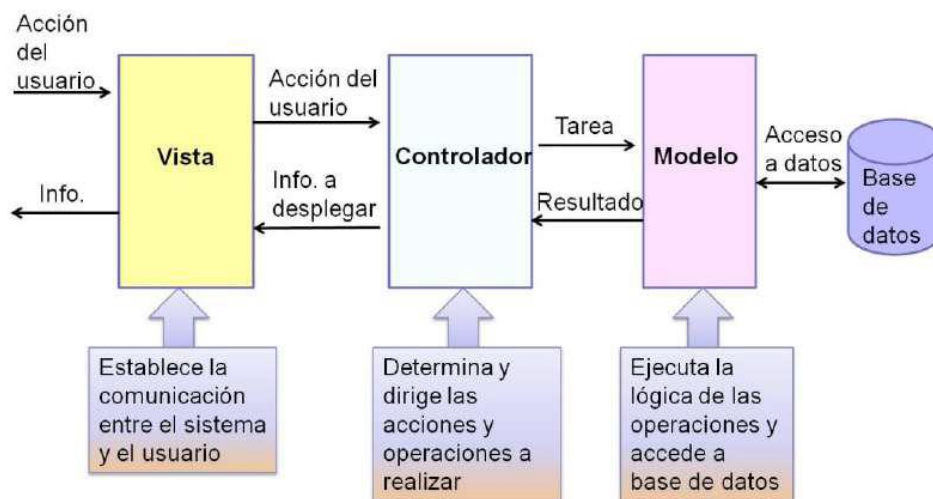 Acción
del
usuario
Info.
Vista
Acción del
usuario
Info. a
desplegar
Controlador
Tarea
Resultado
Modelo
Acceso
a datos
Base
de
datos
Establece la
comunicación
entre el sistema
y el usuario
Determina y
dirige las
acciones y
operaciones a
realizar
Ejecuta la
lógica de las
operaciones y
accede a
base de datos